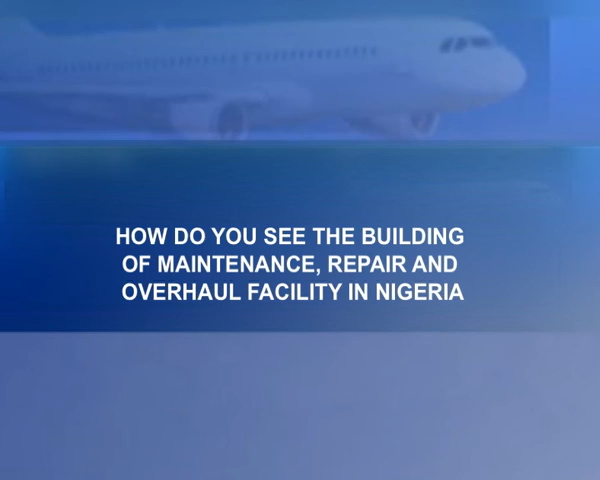 HOW DO YOU SEE THE BUILDING
OF MAINTENANCE, REPAIR AND
OVERHAUL FACILITY IN NIGERIA